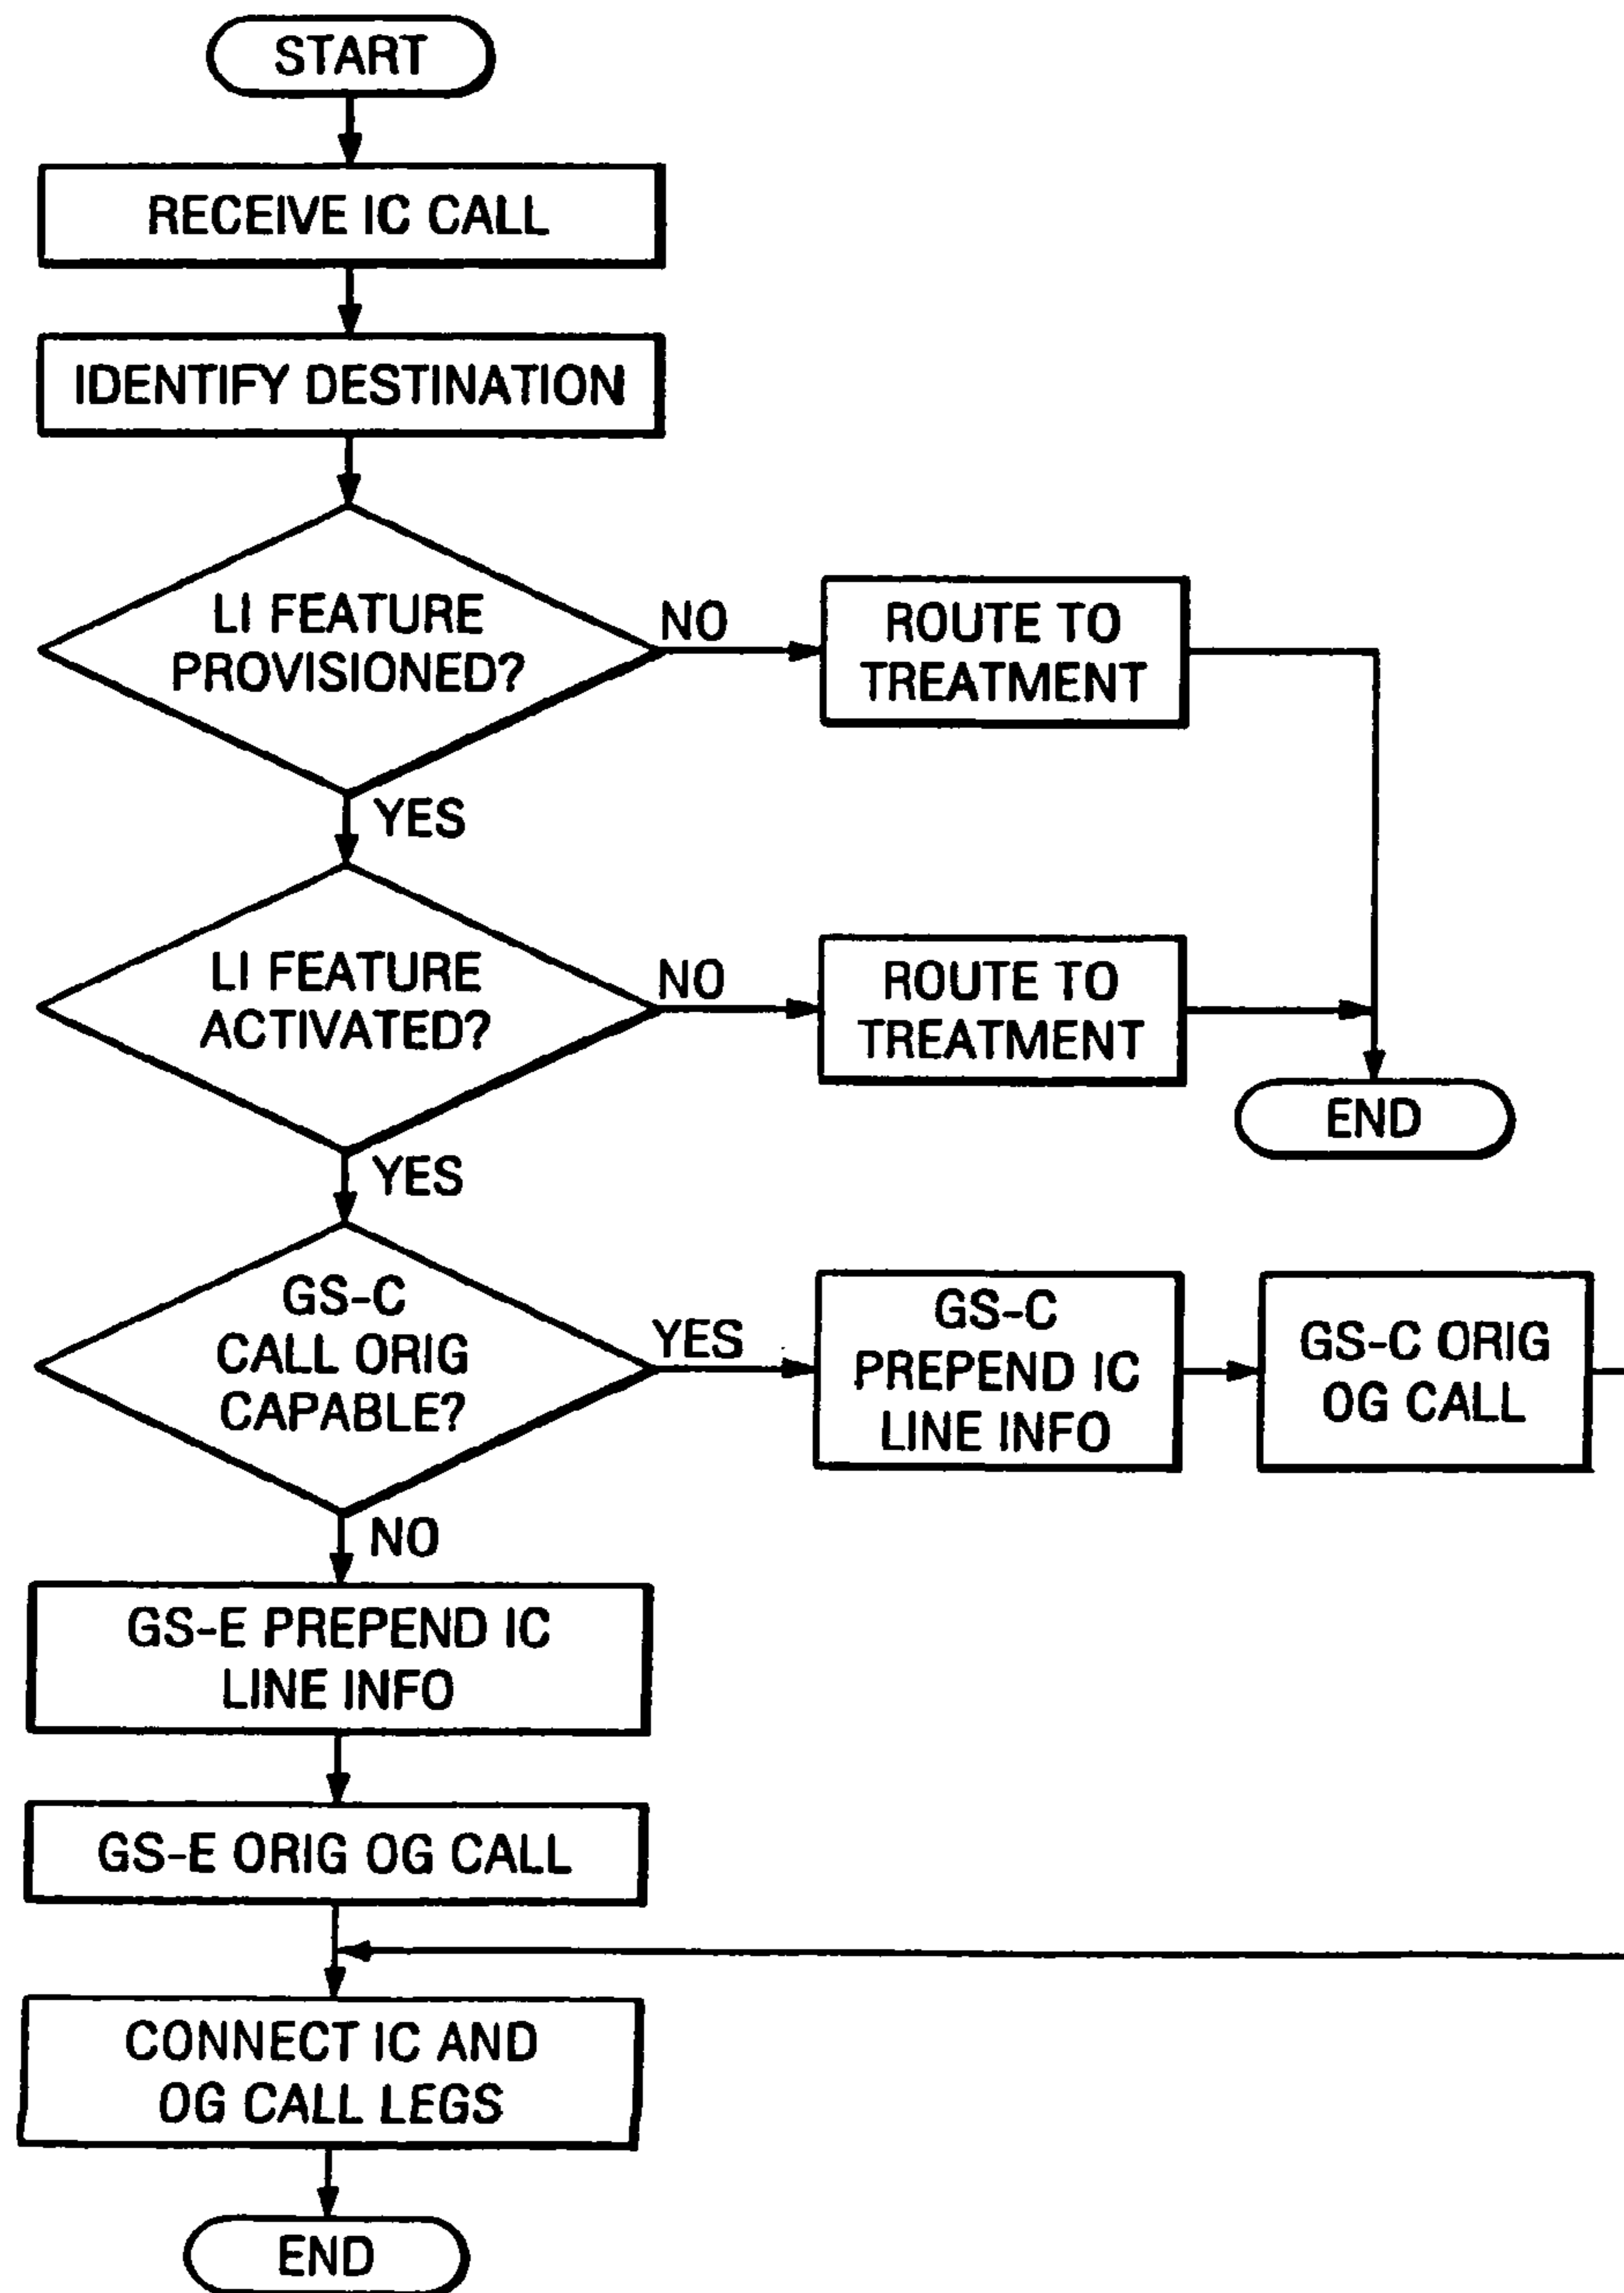 START
RECEIVE IC CALL
IDENTIFY DESTINATION
LI FEATURE
PROVISIONED?
NO
ROUTE TO
TREATMENT
YES
LI FEATURE
ACTIVATED?
NO
ROUTE TO
TREATMENT
END
YES
GS-C
CALL ORIG
CAPABLE?
YES
GS-C
PREPEND IC
LINE INFO
GS-C ORIG
OG CALL
NO
GS-E PREPEND IC
LINE INFO
GS-E ORIG OG CALL
CONNECT IC AND
OG CALL LEGS
END